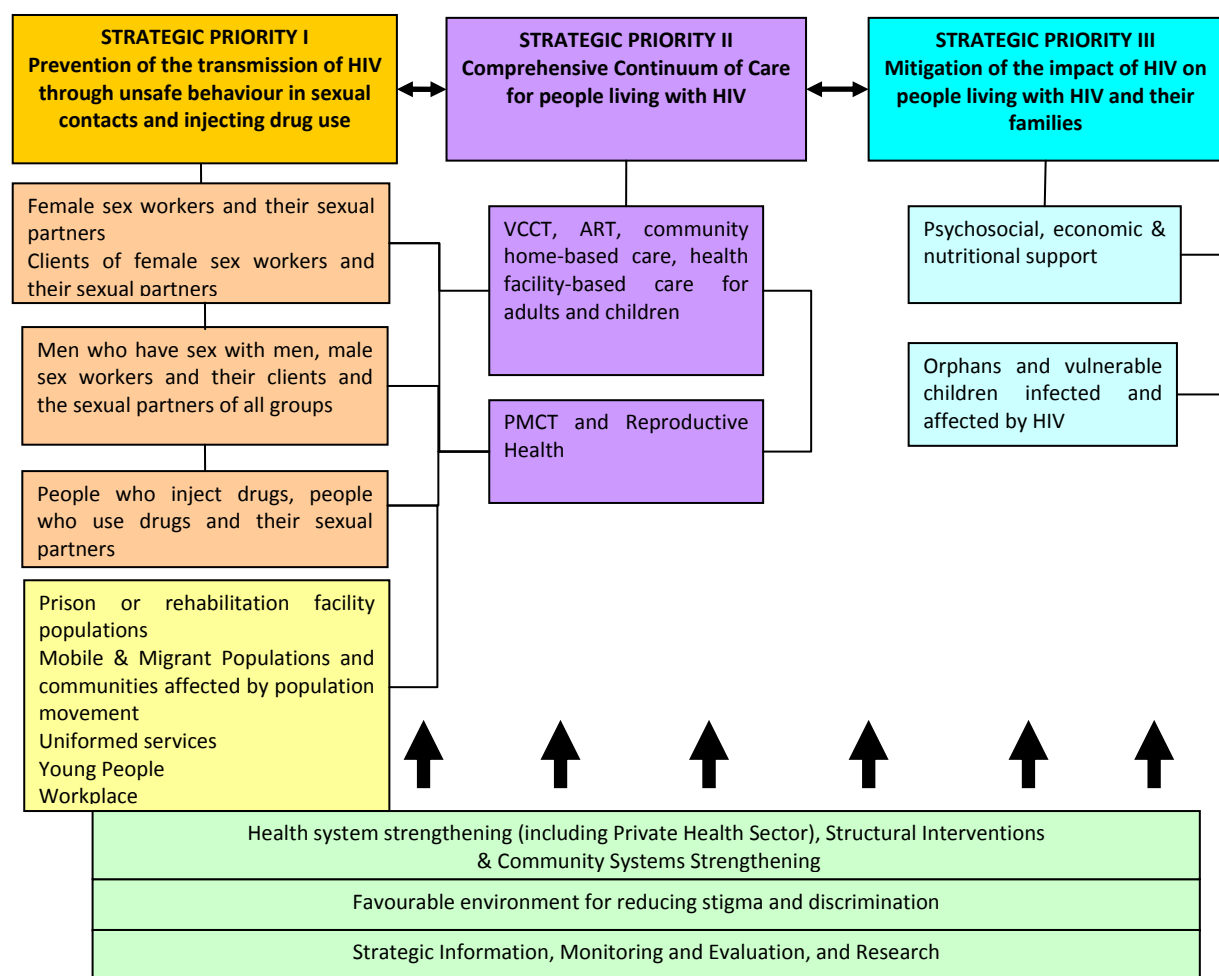 STRATEGIC PRIORITY I
Prevention of the transmission of HIV
through unsafe behaviour in sexual
contacts and injecting drug use
STRATEGIC PRIORITY II
Comprehensive Continuum of Care
for people living with HIV
STRATEGIC PRIORITY III
Mitigation of the impact of HIV on
people living with HIV and their
families
Female sex workers and their sexual
partners
Clients of female sex workers and
their sexual partners
Men who have sex with men, male
sex workers and their clients and
the sexual partners of all groups
People who inject drugs, people
who use drugs and their sexual
partners
Prison or rehabilitation facility
populations
Mobile & Migrant Populations and
communities affected by population
movement
Uniformed services
Young People
Workplace
VCCT, ART, community
home-based care, health
facility-based care for
adults and children
PMCT and Reproductive
Health
Psychosocial, economic &
nutritional support
Orphans and vulnerable
children infected and
affected by HIV
Health system strengthening (including Private Health Sector), Structural Interventions
& Community Systems Strengthening
Favourable environment for reducing stigma and discrimination
Strategic Information, Monitoring and Evaluation, and Research